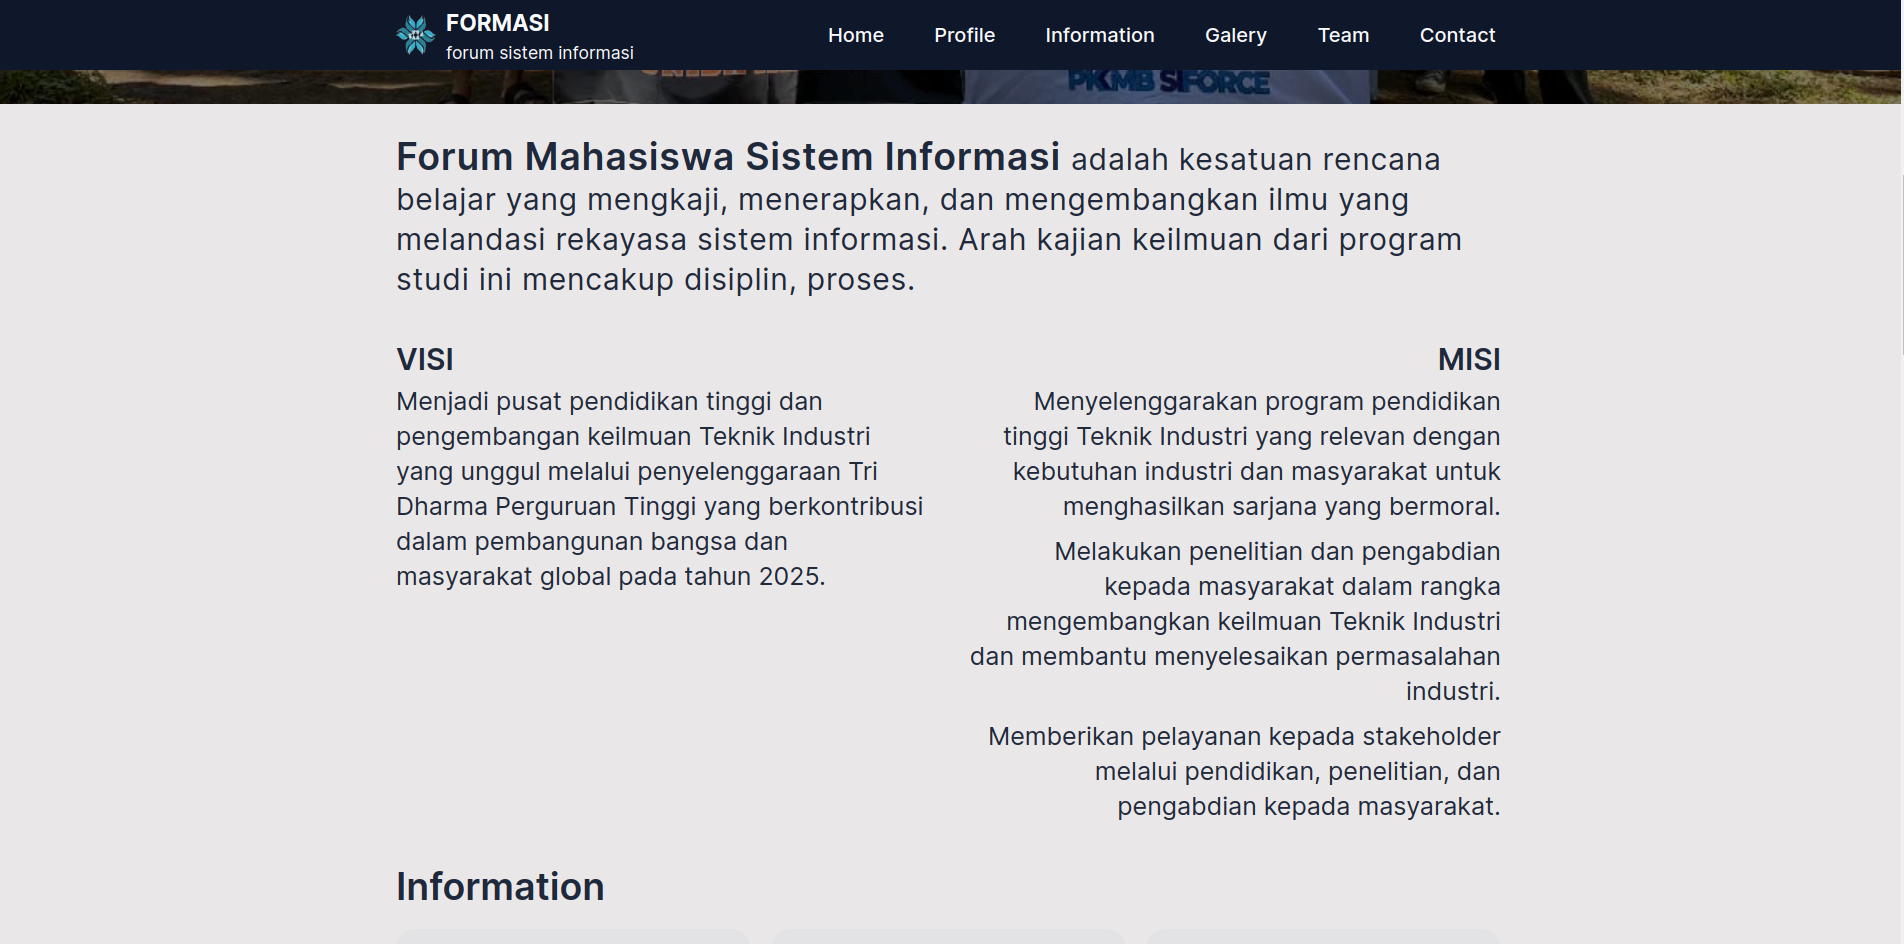 FORMASI
forum sistem informasi
Home
Profile
Information
Galery
Team
Contact
PKMB SIFORCE
Forum Mahasiswa Sistem Informasi adalah kesatuan rencana
belajar yang mengkaji, menerapkan, dan mengembangkan ilmu yang
melandasi rekayasa sistem informasi. Arah kajian keilmuan dari program
studi ini mencakup disiplin, proses.
VISI
Menjadi pusat pendidikan tinggi dan
pengembangan keilmuan Teknik Industri
yang unggul melalui penyelenggaraan Tri
Dharma Perguruan Tinggi yang berkontribusi
dalam pembangunan bangsa dan
masyarakat global pada tahun 2025.
MISI
Menyelenggarakan program pendidikan
tinggi Teknik Industri yang relevan dengan
kebutuhan industri dan masyarakat untuk
menghasilkan sarjana yang bermoral.
Melakukan penelitian dan pengabdian
kepada masyarakat dalam rangka
mengembangkan keilmuan Teknik Industri
dan membantu menyelesaikan permasalahan
industri.
Memberikan pelayanan kepada stakeholder
melalui pendidikan, penelitian, dan
pengabdian kepada masyarakat.
Information